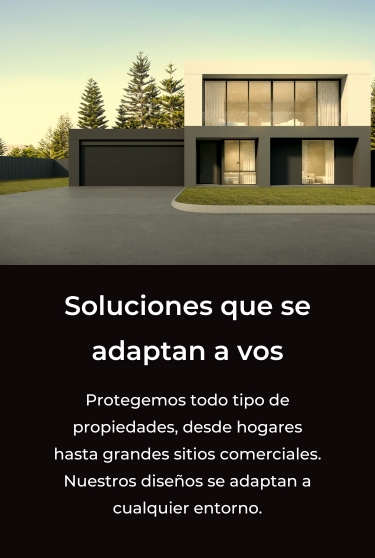 Soluciones que se
adaptan a vos
Protegemos todo tipo de
propiedades, desde hogares
hasta grandes sitios comerciales.
Nuestros diseños se adaptan a
cualquier entorno.